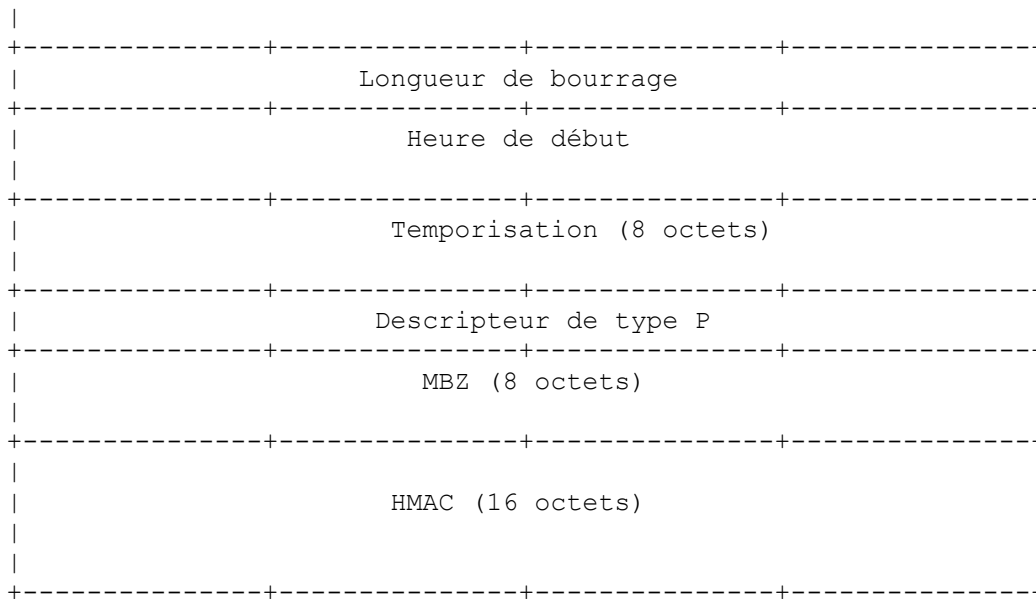 |
+---------------+---------------+---------------+---------------+
|                     Longueur de bourrage
+---------------+---------------+---------------+---------------+
|                        Heure de début
|
+---------------+---------------+---------------+---------------+
|                       Temporisation (8 octets)
|
+---------------+---------------+---------------+---------------+
|                      Descripteur de type P
+---------------+---------------+---------------+---------------+
|                         MBZ (8 octets)
|
+---------------+---------------+---------------+---------------+
|
|                       HMAC (16 octets)
|
|
+---------------+---------------+---------------+---------------+